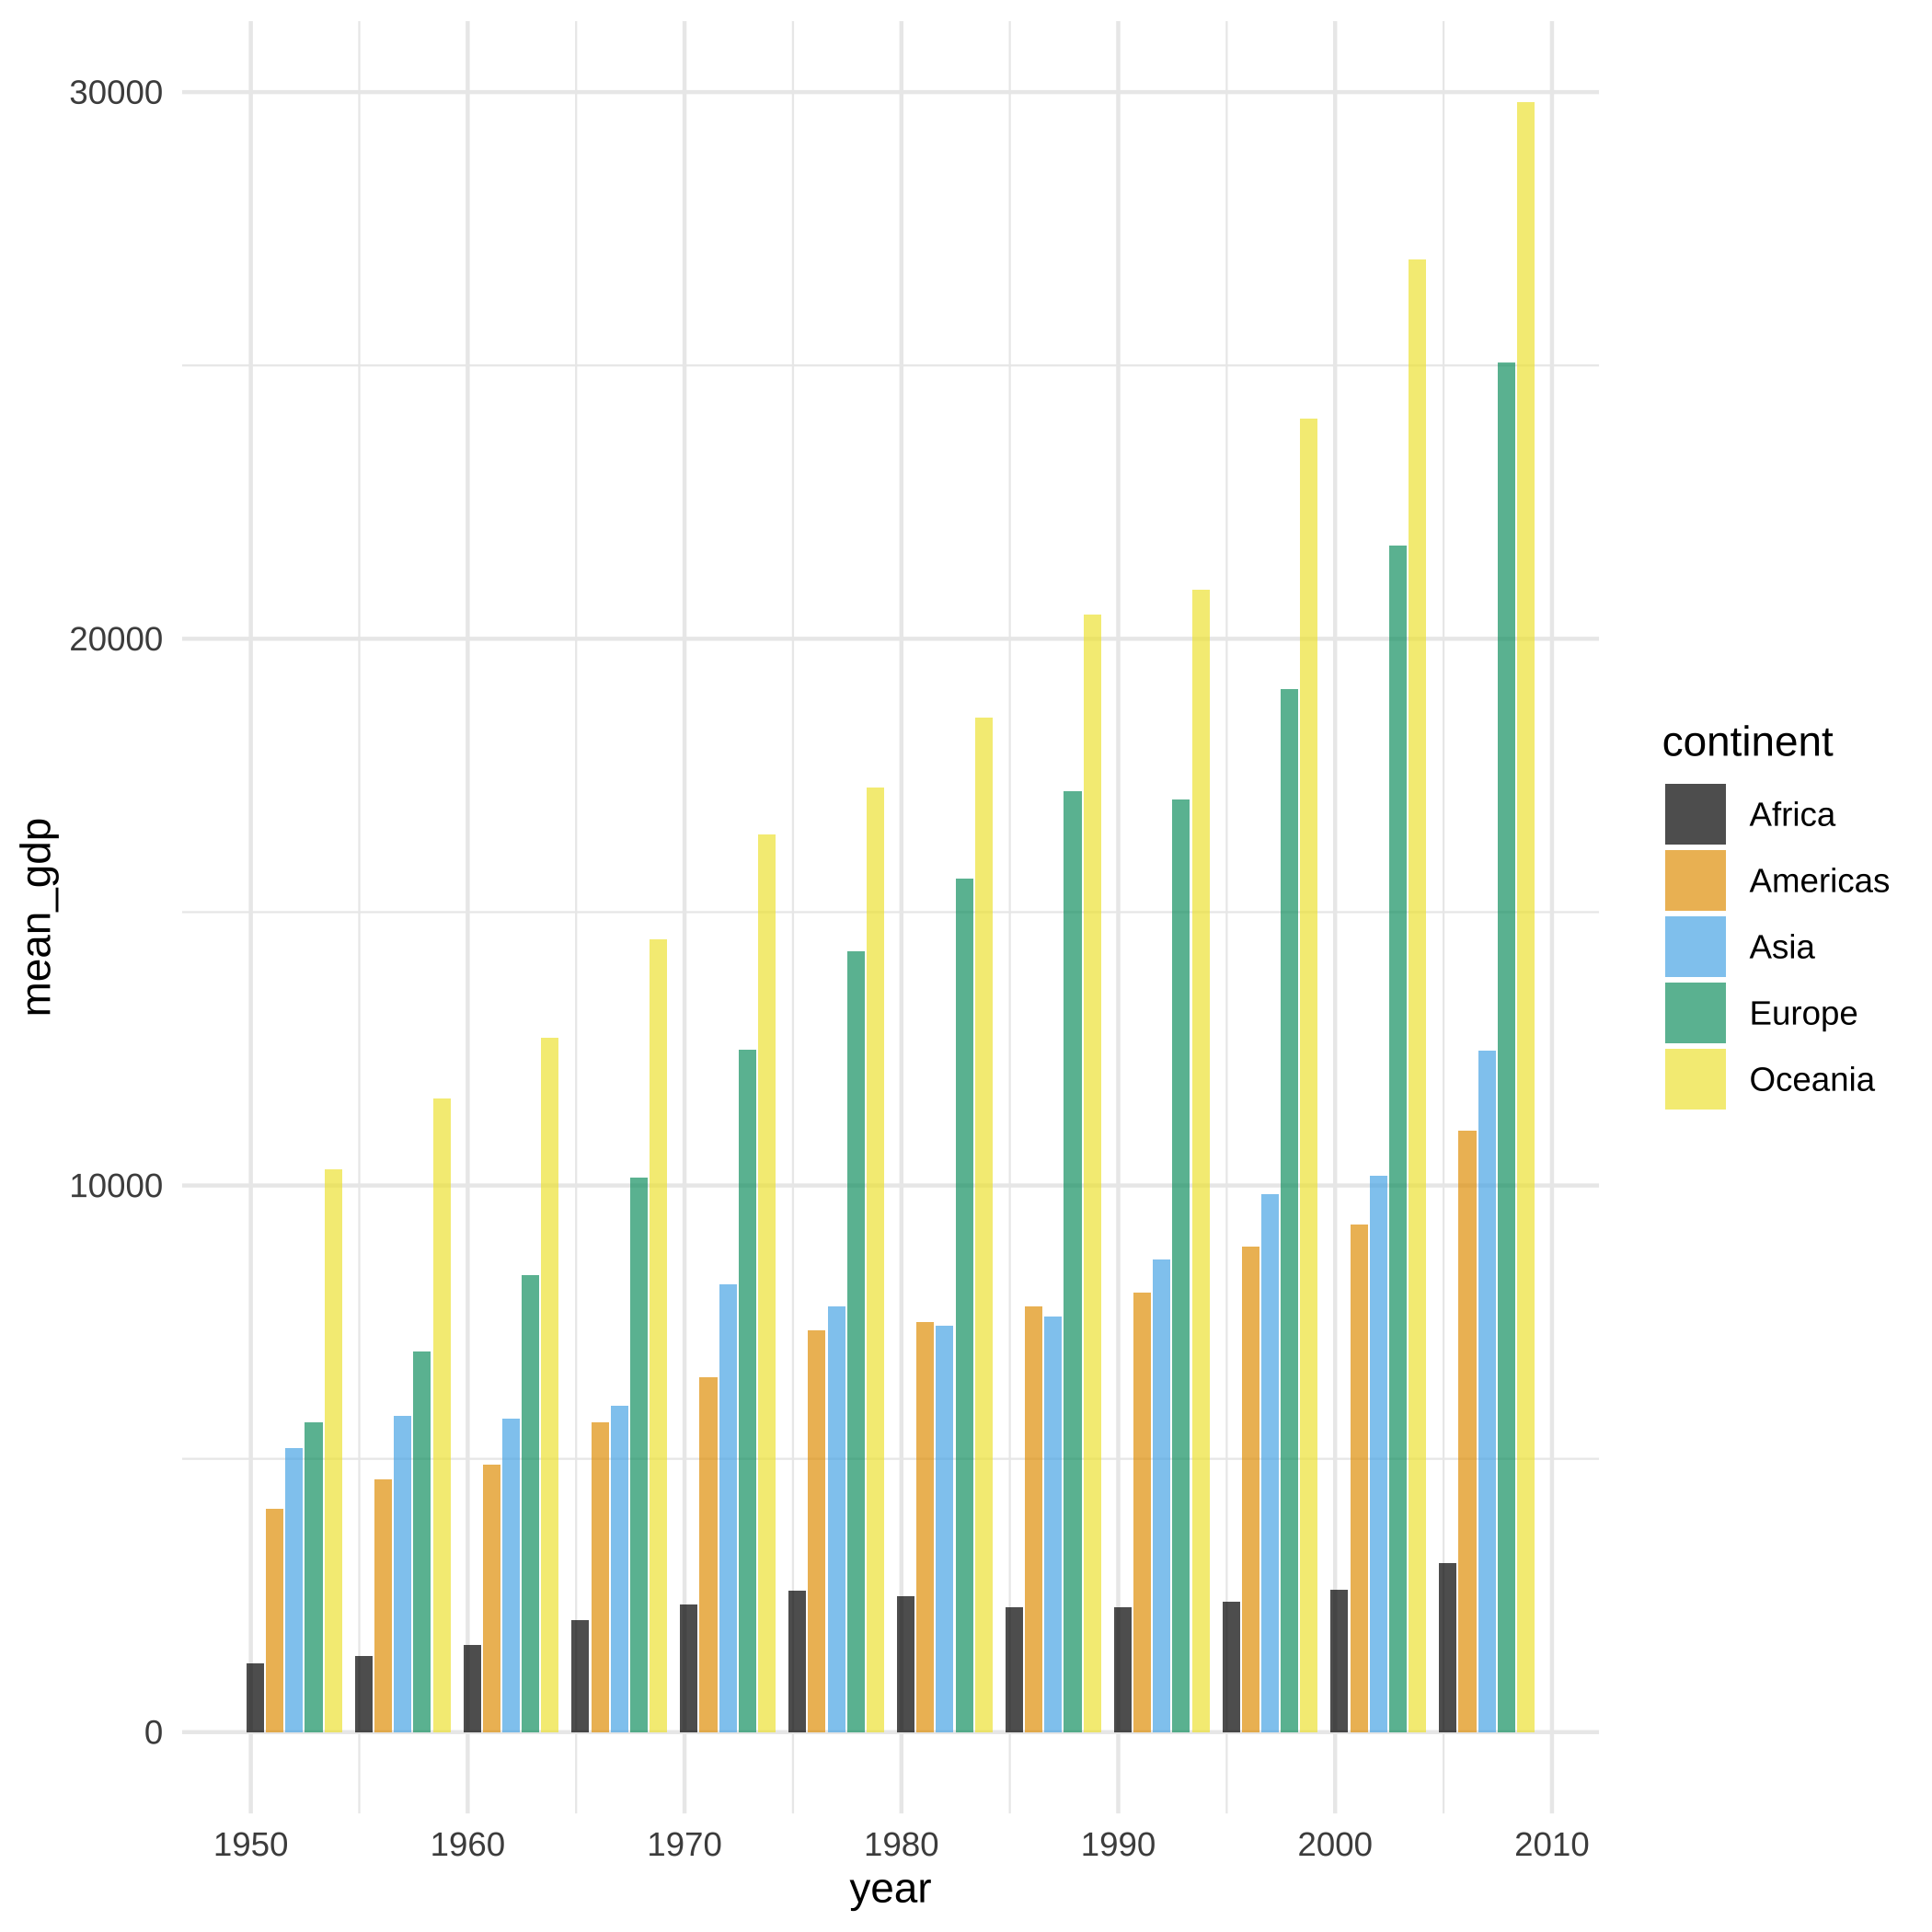 30000
20000
10000
0
mean_gdp
1950 1960 1970 1980 1990 2000 2010
year
continent
Africa
Americas
Asia
Europe
Oceania